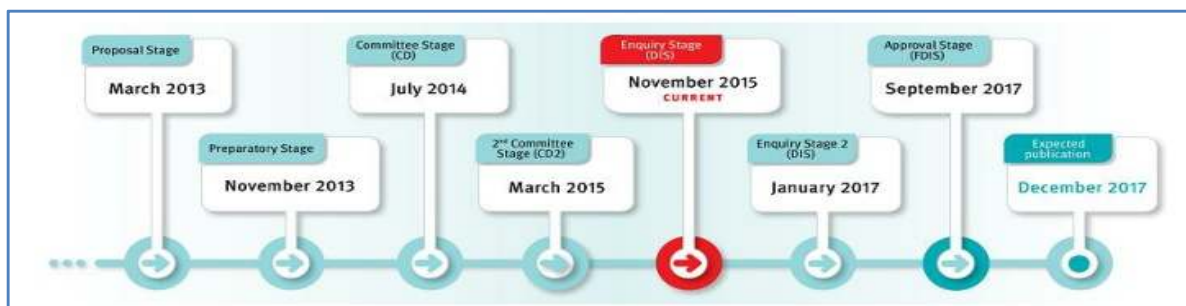 Proposal Stage
March 2013
Preparatory Stage
November 2013
Committee Stage
(CD)
July 2014
2nd Committee
Stage (CD2)
March 2015
Enquiry Stage
(DIS)
November 2015
CURRENT
Enquiry Stage 2
(DIS)
January 2017
Approval Stage
(FDIS)
September 2017
Expected
publication
December 2017